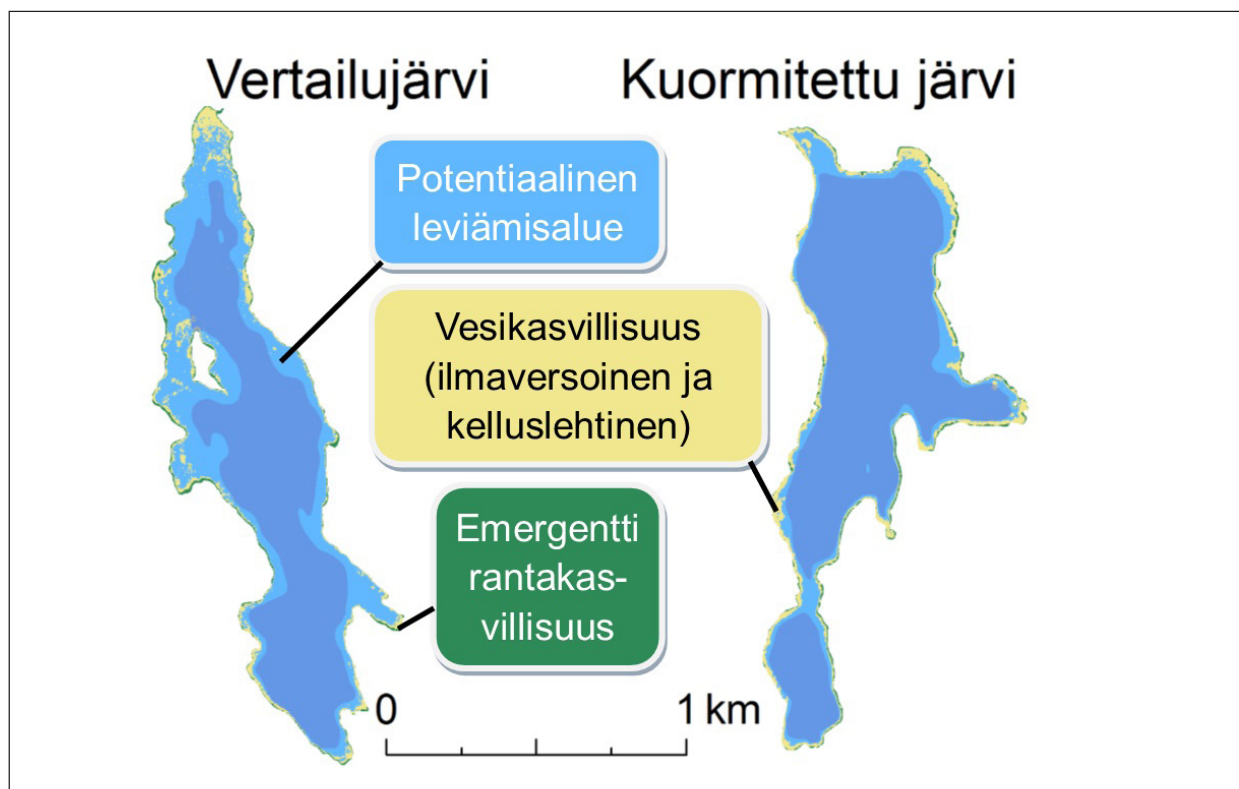 Vertailujärvi
Kuormitettu järvi
Potentiaalinen
leviämisalue
Vesikasvillisuus
(ilmaversoinen ja
kelluslehtinen)
Emergentti
rantakas-
villisuus
0
1 km